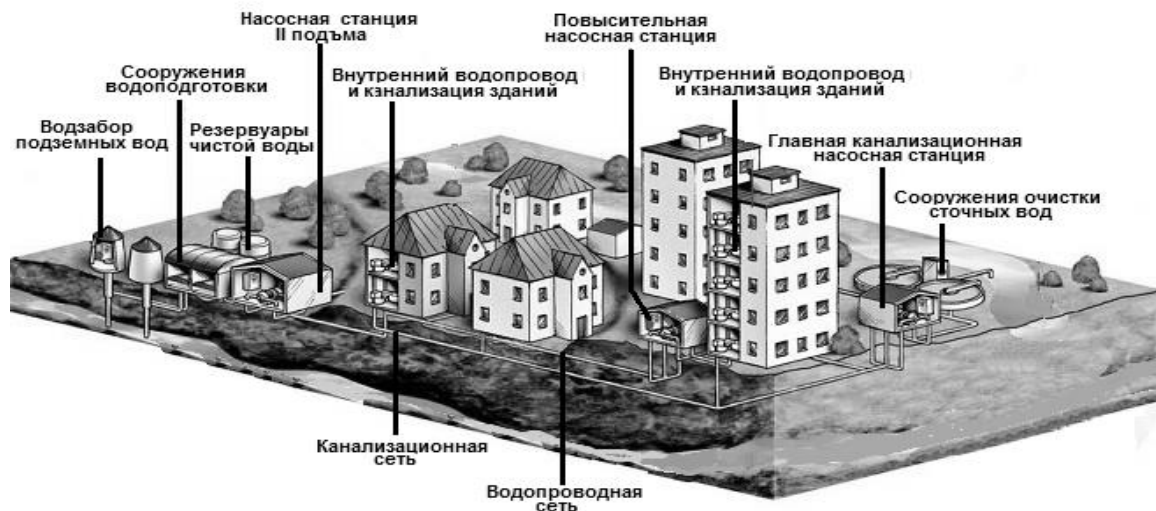 Насосная станция
II подъма
Повысительная
насосная станция
Сооружения
водоподготовки
Внутренний водопровод
и канализация зданий
Внутренний водопровод
и канализация зданий
Водзабор
подземных вод
Резервуары
чистой воды
Главная канализационная
насосная станция
Сооружения очистки
сточных вод
Канализационная
сеть
Водопроводная
сеть